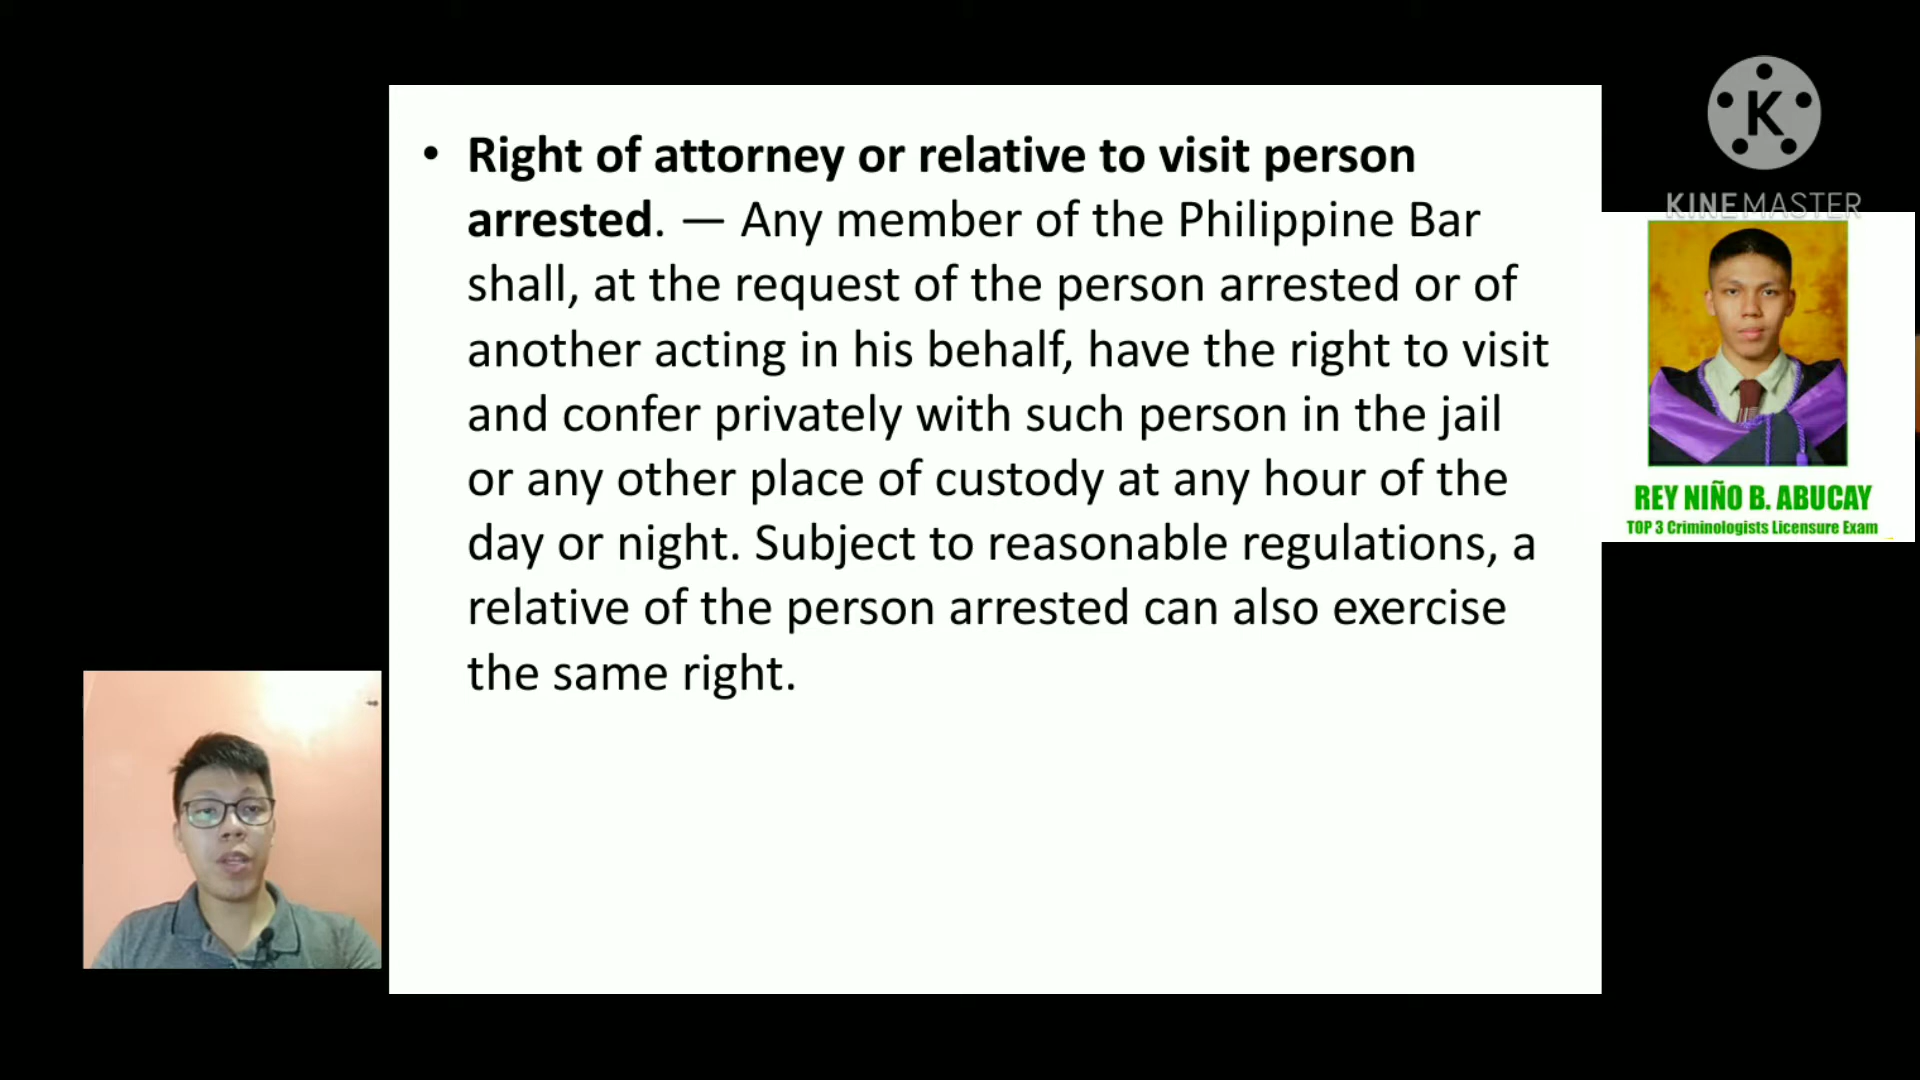 • Right of attorney or relative to visit person
arrested. — Any member of the Philippine Bar
shall, at the request of the person arrested or of
another acting in his behalf, have the right to visit
and confer privately with such person in the jail
or any other place of custody at any hour of the
day or night. Subject to reasonable regulations, a
relative of the person arrested can also exercise
the same right.
K
KINEMASTER
REY NIÑO B. ABUCAY
TOP 3 Criminologists Licensure Exam